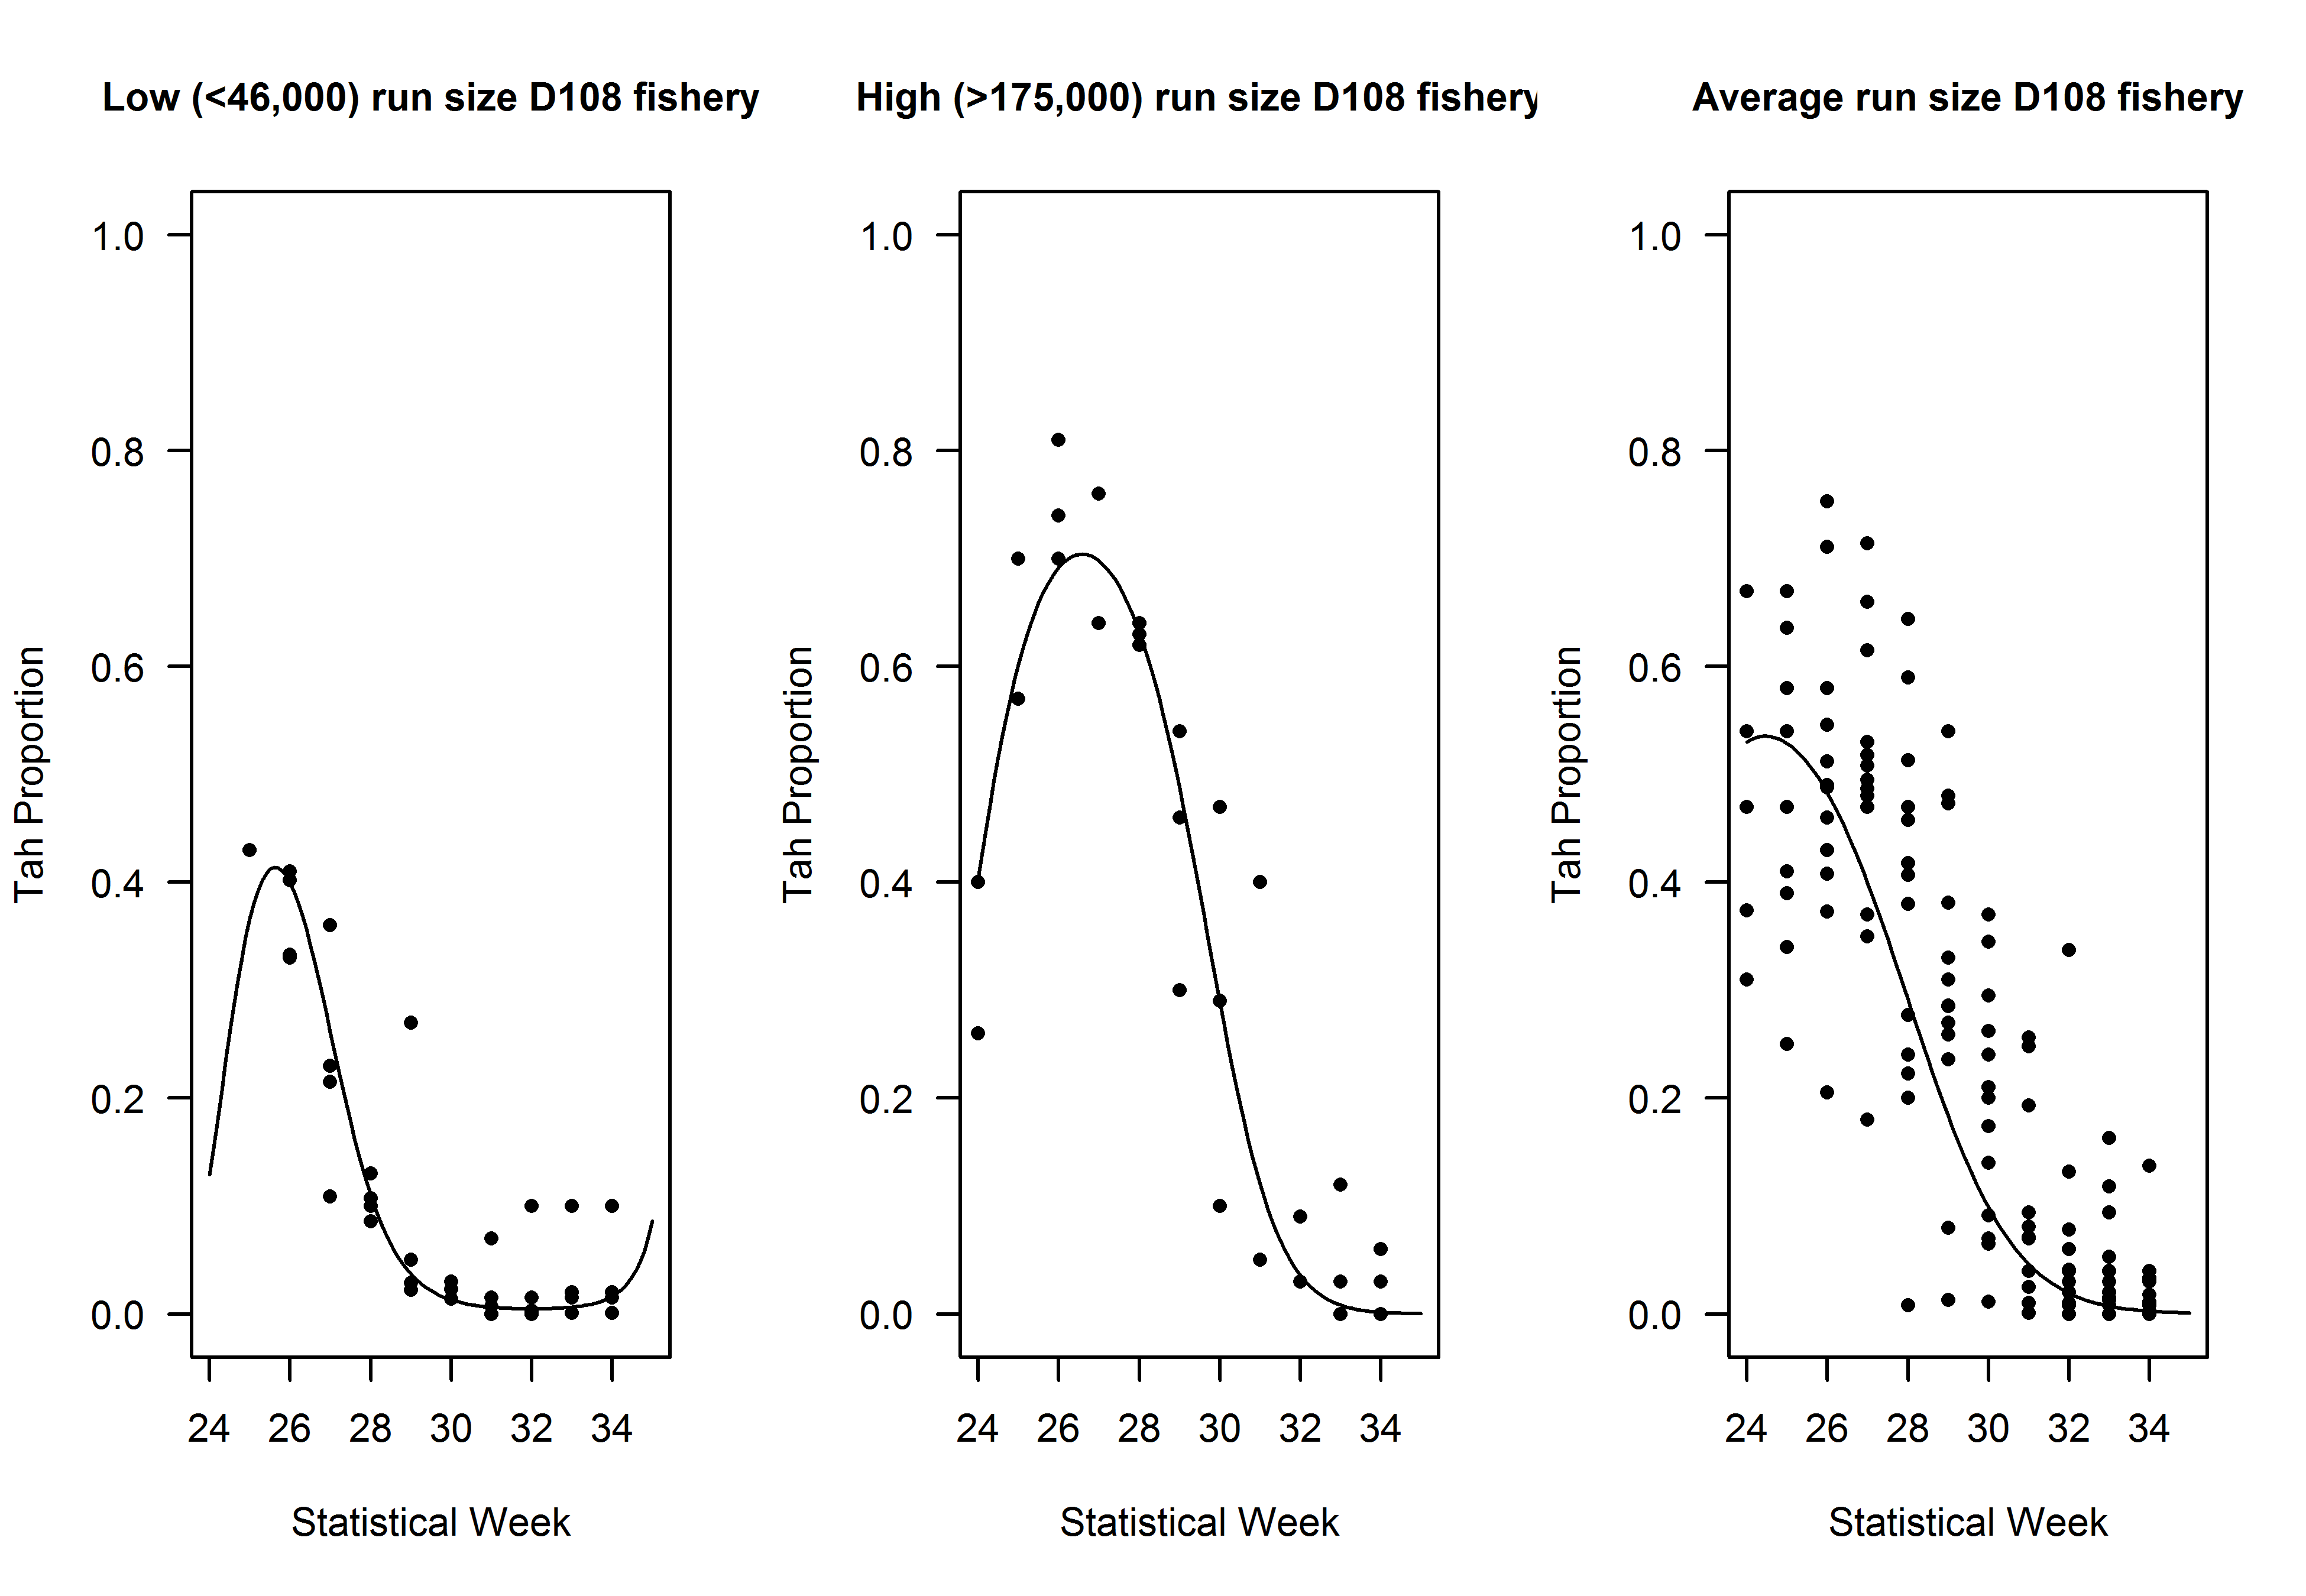 Low (<46,000) run size D108 fishery
1.0
0.8
0.6
0.4
0.2
0.0
Tah Proportion
24 26 28 30 32 34
Statistical Week
High (>175,000) run size D108 fishery
1.0
0.8
0.6
0.4
0.2
0.0
Tah Proportion
24 26 28 30 32 34
Statistical Week
Average run size D108 fishery
1.0
0.8
0.6
0.4
0.2
0.0
Tah Proportion
24 26 28 30 32 34
Statistical Week